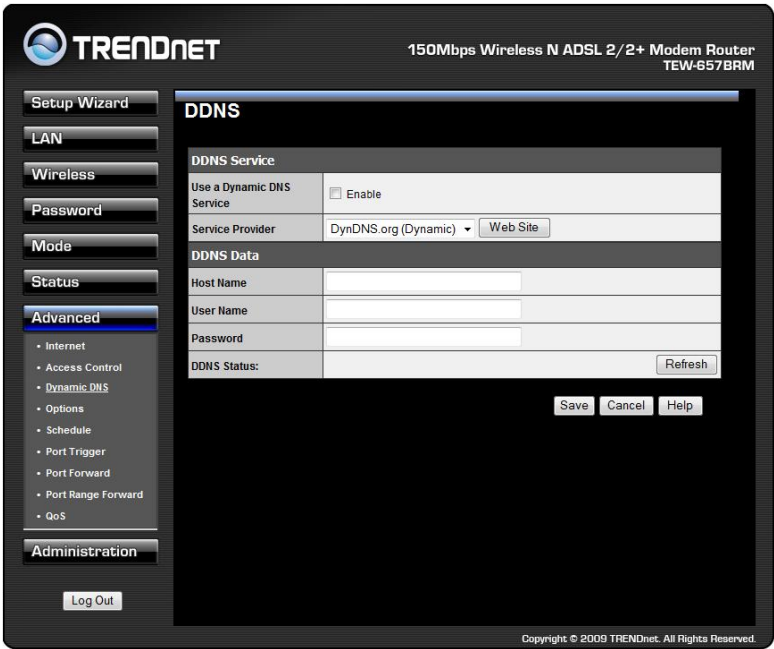 TRENDNET
150Mbps Wireless N ADSL 2/2+ Modem Router
TEW-657BRM
Setup Wizard
LAN
Wireless
Password
Mode
Status
Advanced
• Internet
• Access Control
• Dynamic DNS
• Options
• Schedule
• Port Trigger
• Port Forward
• Port Range Forward
• QoS
Administration
Log Out
DDNS
DDNS Service
Use a Dynamic DNS Service Enable
Service Provider DynDNS.org (Dynamic) Web Site
DDNS Data
Host Name
User Name
Password
DDNS Status: Refresh
Save Cancel Help
Copyright © 2009 TRENDnet. All Rights Reserved.